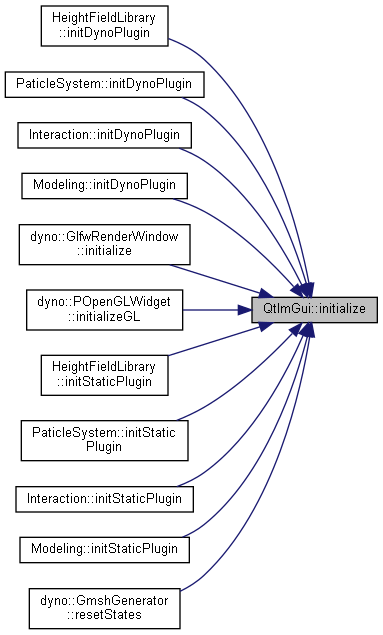 HeightFieldLibrary
::initDynoPlugin
PaticleSystem::initDynoPlugin
Interaction::initDynoPlugin
Modeling::initDynoPlugin
dyno::GlfwRenderWindow
::initialize
QtImGui::initialize
dyno::POpenGLWidget
::initializeGL
HeightFieldLibrary
::initStaticPlugin
PaticleSystem::initStatic
Plugin
Interaction::initStaticPlugin
Modeling::initStaticPlugin
dyno::GmshGenerator
::resetStates